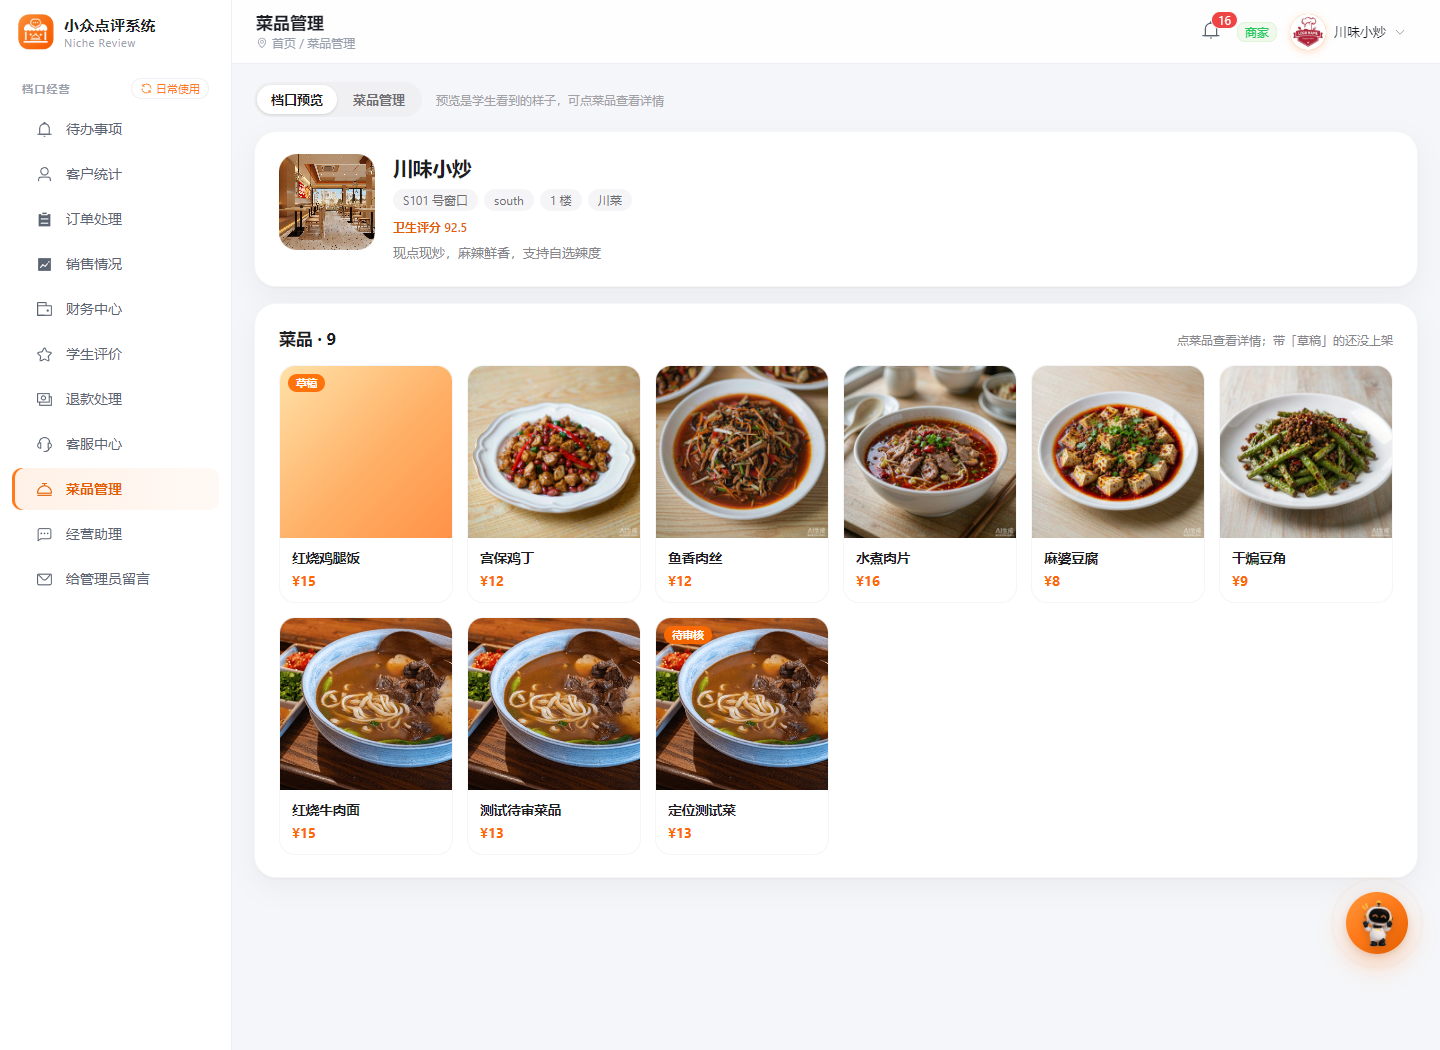 小众点评系统
Niche Review
档口经营
日常使用
待办事项
客户统计
订单处理
销售情况
财务中心
学生评价
退款处理
客服中心
菜品管理
经营助理
给管理员留言
菜品管理
首页 / 菜品管理
16
商家
川味小炒
档口预览
菜品管理
预览是学生看到的样子，可点菜品查看详情
川味小炒
S101 号窗口
south
1 楼
川菜
卫生评分 92.5
现点现炒，麻辣鲜香，支持自选辣度
菜品 · 9
点菜品查看详情；带「草稿」的还没上架
草稿
红烧鸡腿饭
¥15
宫保鸡丁
¥12
鱼香肉丝
¥12
水煮肉片
¥16
麻婆豆腐
¥8
干煸豆角
¥9
红烧牛肉面
¥15
测试待审菜品
¥13
待审核
定位测试菜
¥13